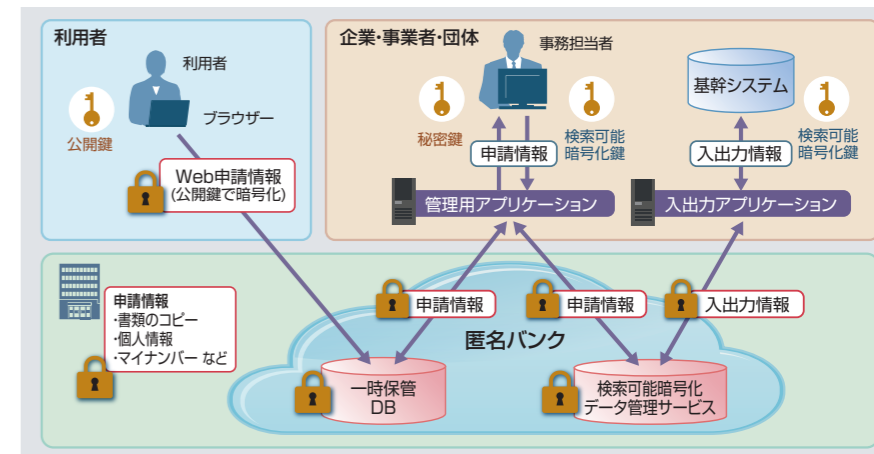 利用者
利用者
ブラウザー
公開鍵
Web申請情報
(公開鍵で暗号化)
企業・事業者・団体
事務担当者
秘密鍵
検索可能
暗号化鍵
申請情報
管理用アプリケーション
基幹システム
検索可能
暗号化鍵
入出力情報
入出力アプリケーション
申請情報
・書類のコピー
・個人情報
・マイナンバー など
申請情報
申請情報
入出力情報
匿名バンク
一時保管
DB
検索可能暗号化
データ管理サービス